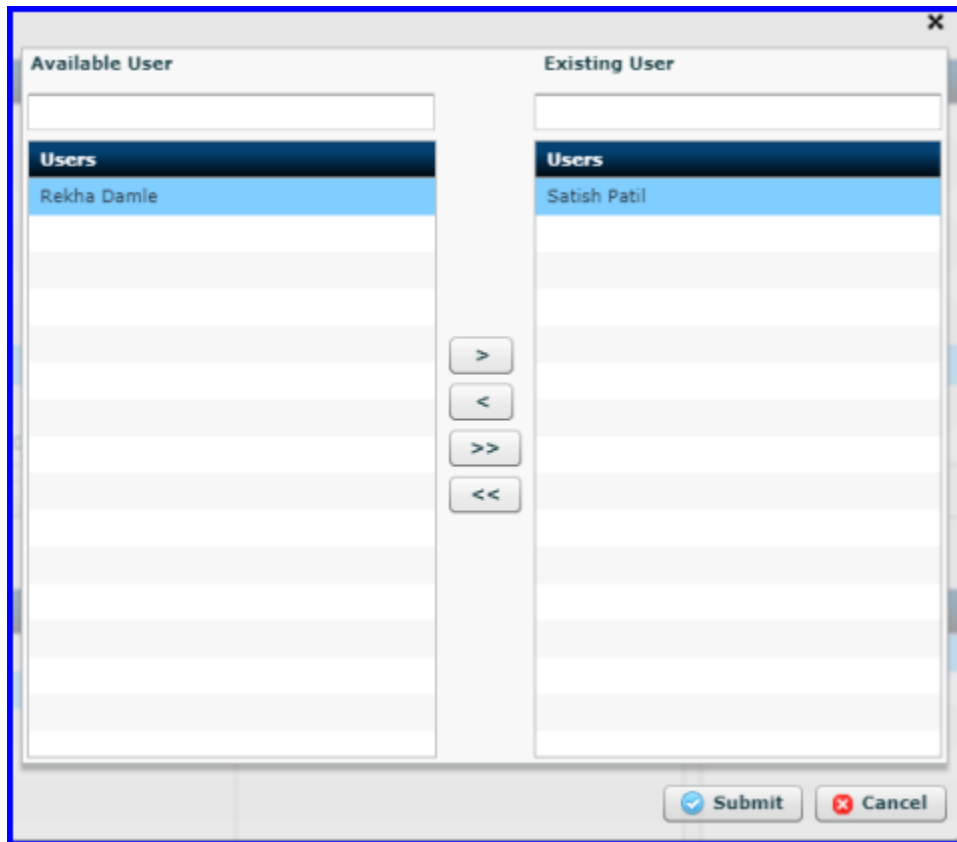 Available User
Existing User
Users
Users
Rekha Damle
Satish Patil
>
<
>>
<<
Submit
Cancel